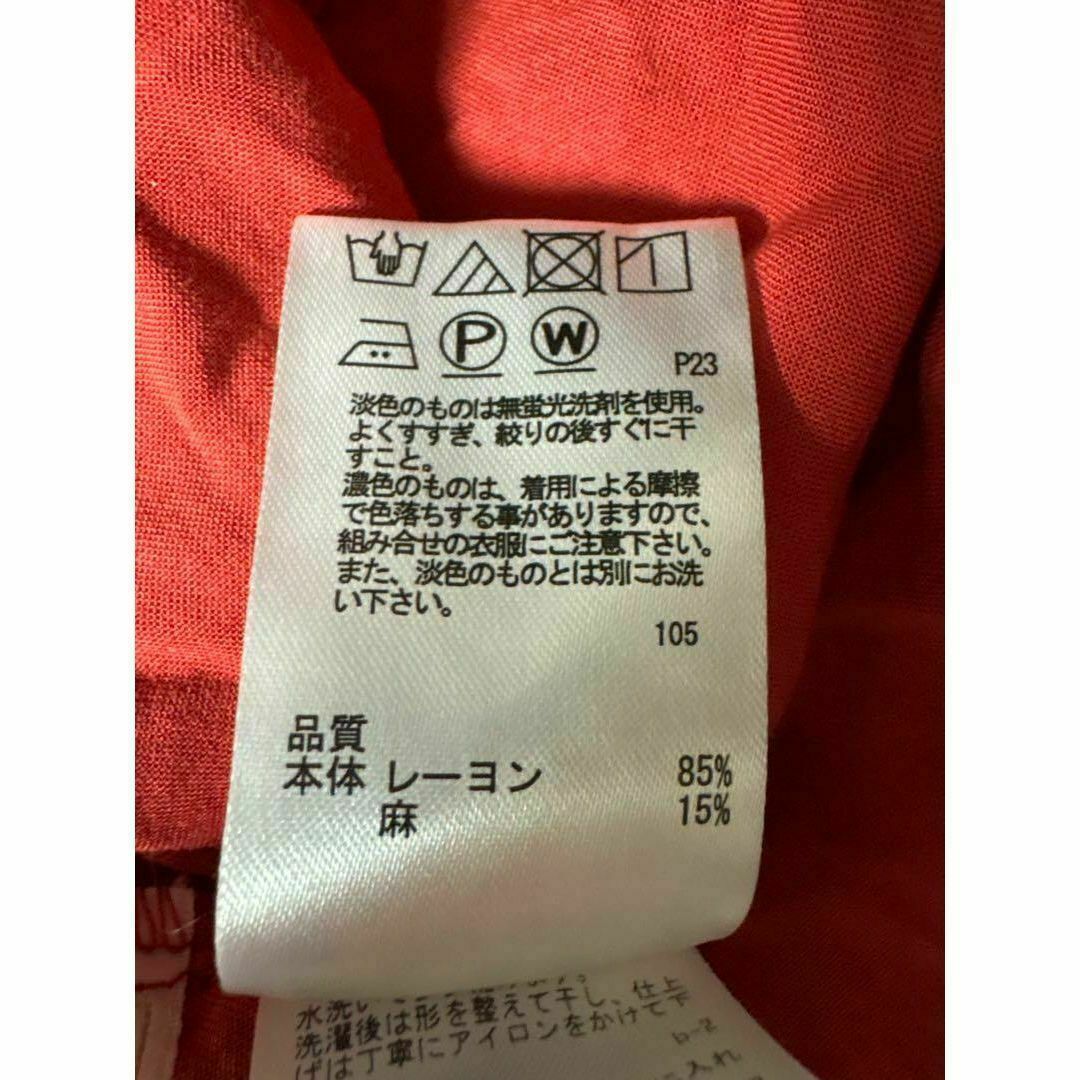 P W
P23
淡色のものは無蛍光洗剤を使用。
よくすすぎ、絞りの後すぐに干
すこと。
濃色のものは、着用による摩擦
で色落ちする事がありますので、
組み合せの衣服にご注意下さい。
また、淡色のものとは別にお洗
い下さい。
105
品質
本体 レーヨン 85%
麻 15%
水洗い
洗濯後は形を整えて干し、仕上
げは丁寧にアイロンをかけて下
入れ